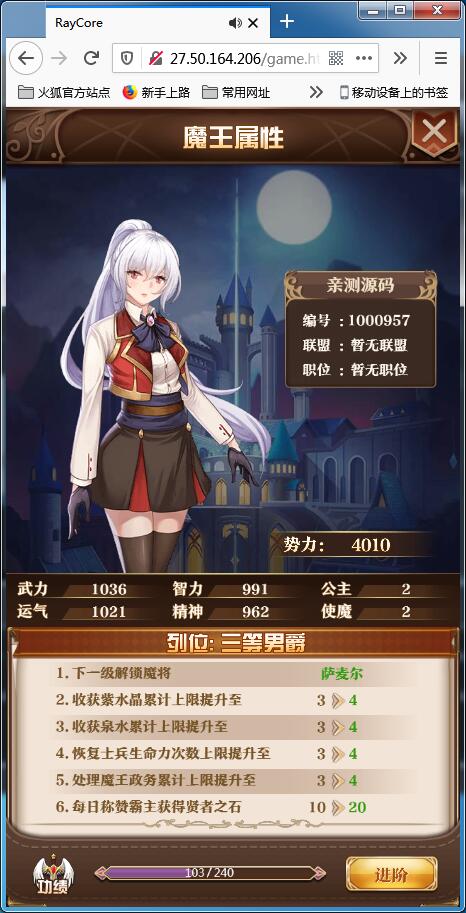 RayCore
27.50.164.206/game.h
火狐官方站点 新手上路 常用网址 移动设备上的书签
魔王属性
亲测源码
编号 : 1000957
联盟 : 暂无联盟
职位 : 暂无职位
势力: 4010
武力 1036 智力 991 公主 2
运气 1021 精神 962 使魔 2
列位: 三等男爵
1. 下一级解锁魔将 萨麦尔
2. 收获紫水晶累计上限提升至 3 4
3. 收获泉水累计上限提升至 3 4
4. 恢复士兵生命力次数上限提升至 3 4
5. 处理魔王政务累计上限提升至 3 4
6. 每日称赞霸主获得贤者之石 10 20
功绩 103 / 240 进阶